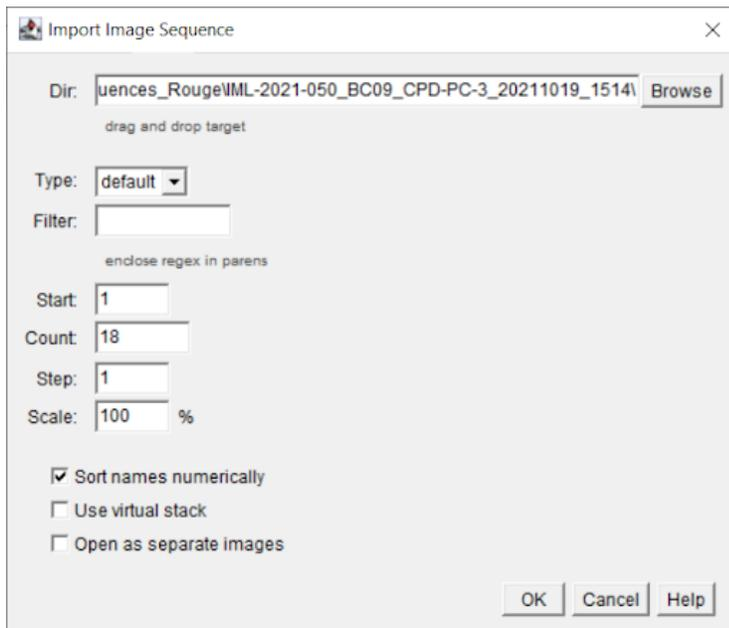 Import Image Sequence
Dir: uences_Rouge\IML-2021-050_BC09_CPD-PC-3_20211019_1514\ Browse
drag and drop target
Type: default
Filter:
enclose regex in parens
Start: 1
Count: 18
Step: 1
Scale: 100 %
Sort names numerically
Use virtual stack
Open as separate images
OK Cancel Help